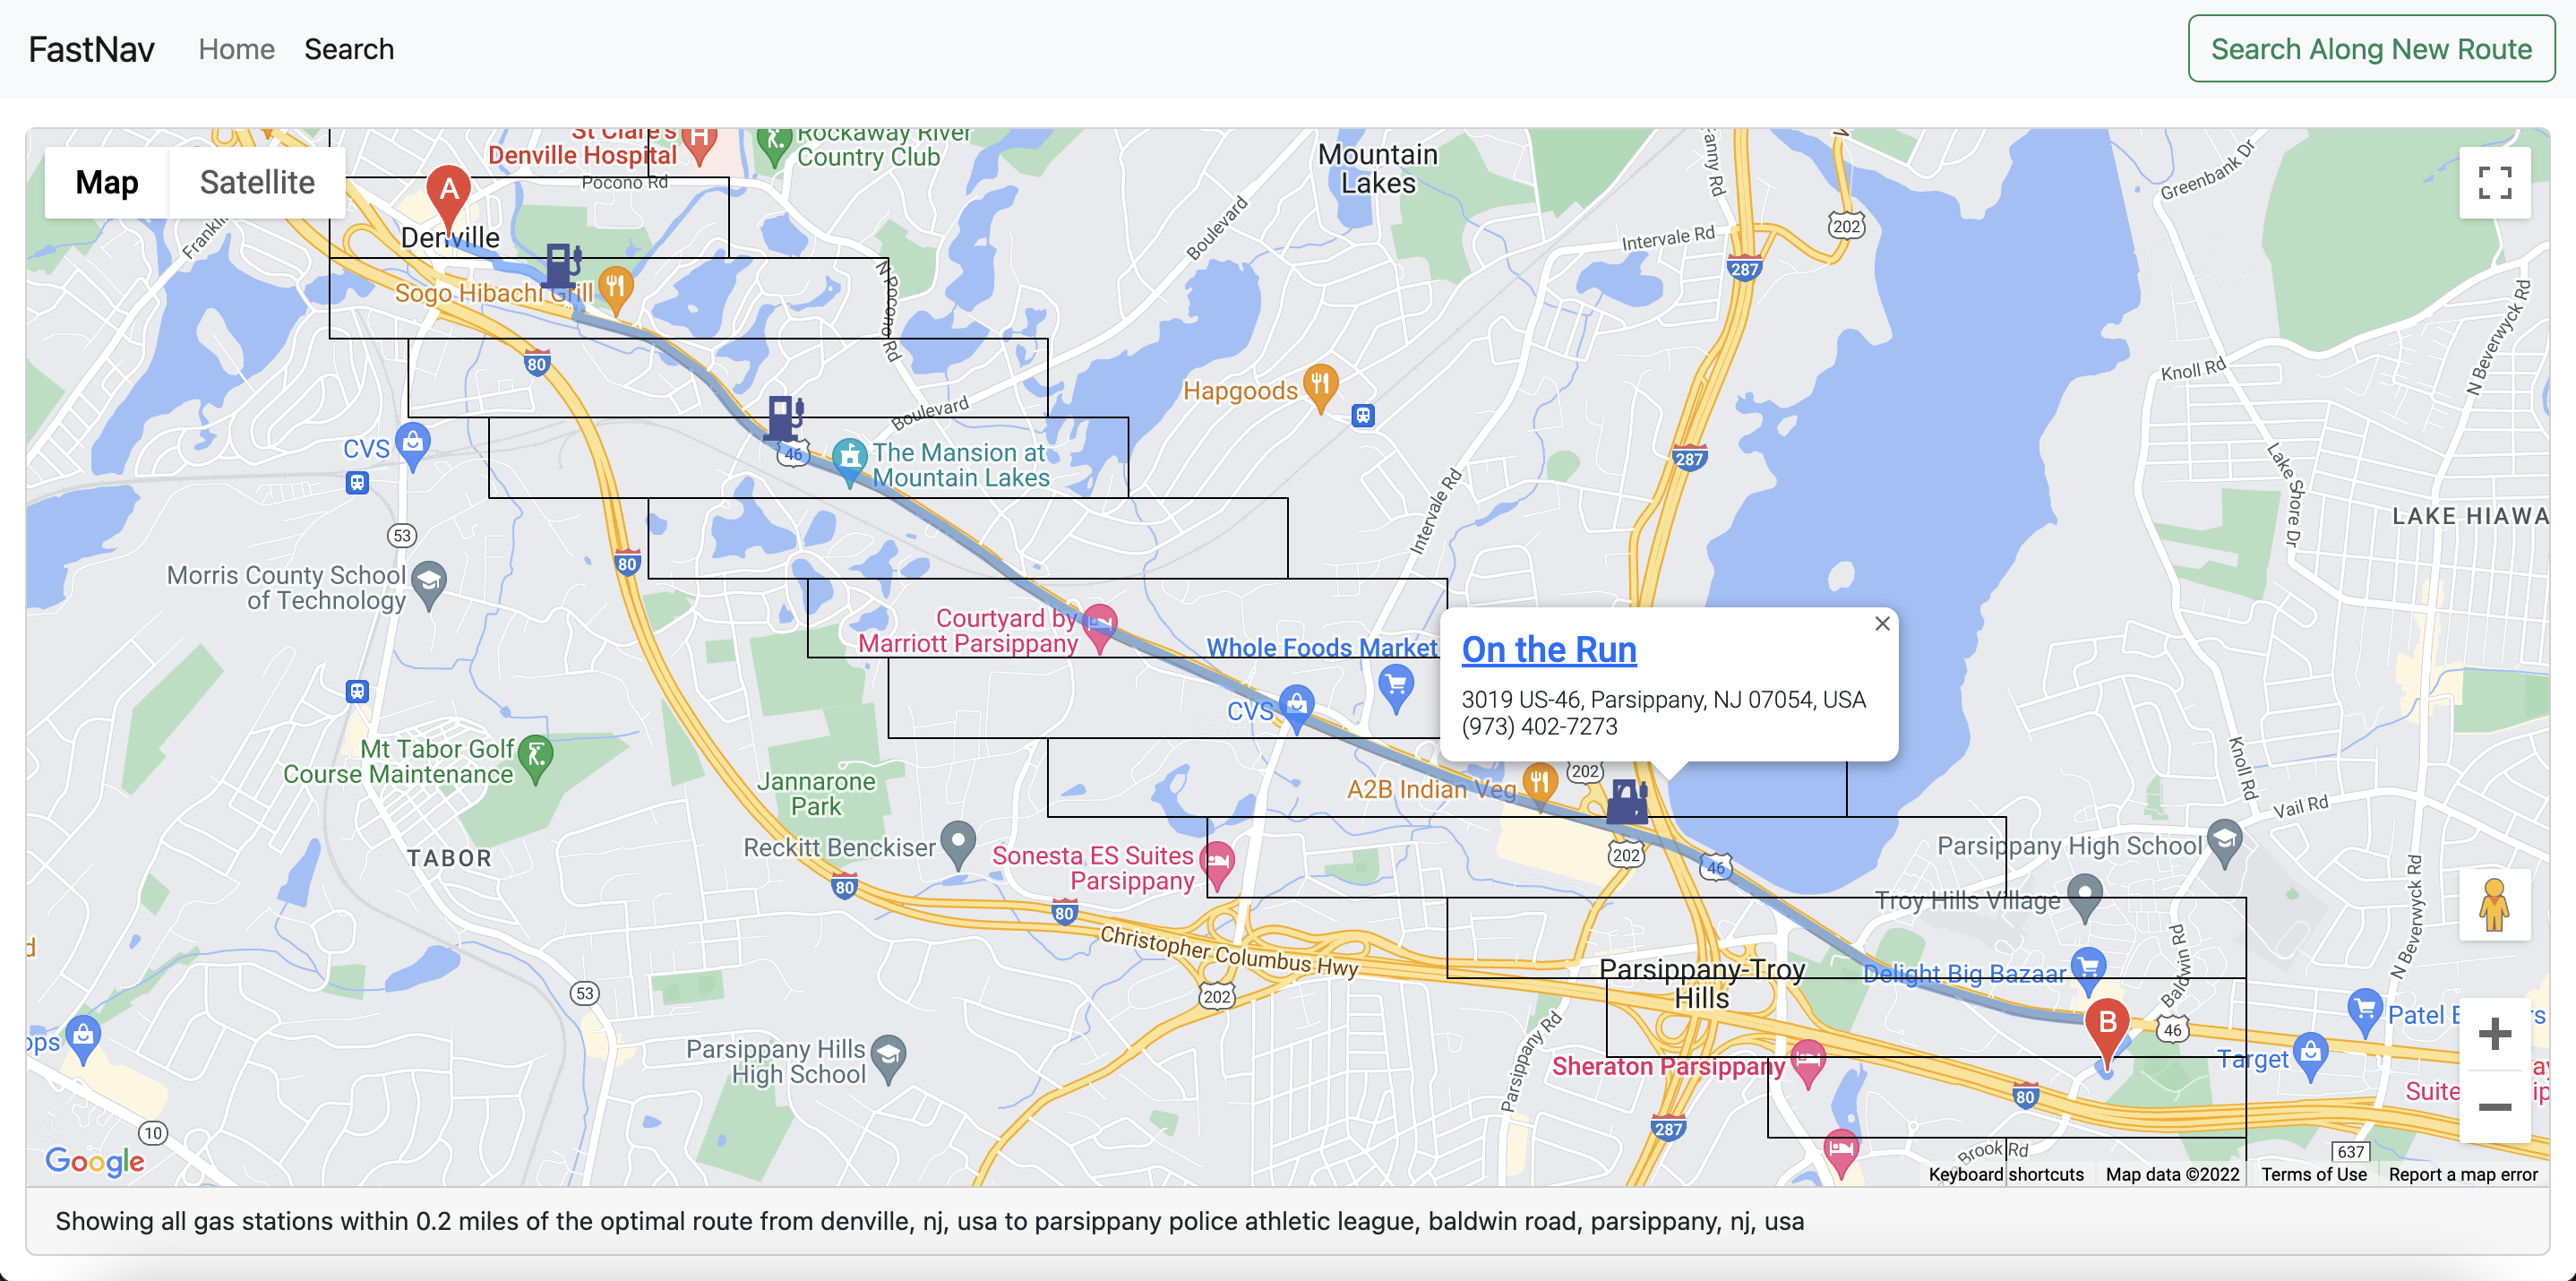 FastNav
Home
Search
Search Along New Route
Map
Satellite
St Clare's
Denville Hospital
Rockaway River
Country Club
Pocono Rd
Mountain
Lakes
Fanny Rd
Greenbank Dr
A
Denville
Boulevard
Intervale Rd
202
287
N Pocono Rd
Sogo Hibachi Grill
N Beverwyck Rd
80
Knoll Rd
Hapgoods
Boulevard
CVS
46
The Mansion at
Mountain Lakes
287
Intervale Rd
Lake Shore Dr
LAKE HIAWA
53
80
Morris County School
of Technology
Courtyard by
Marriott Parsippany
Whole Foods Market
On the Run
3019 US-46, Parsippany, NJ 07054, USA
(973) 402-7273
CVS
Mt Tabor Golf
Course Maintenance
Jannarone
Park
202
A2B Indian Veg
Knoll Rd
Vail Rd
TABOR
Reckitt Benckiser
Sonesta ES Suites
Parsippany
202
46
Parsippany High School
80
80
Troy Hills Village
Christopher Columbus Hwy
Parsippany-Troy
Hills
Delight Big Bazaar
Baldwin Rd
N Beverwyck Rd
53
202
B
46
Patel
Parsippany Hills
High School
Parsippany Rd
Sheraton Parsippany
Target
80
Suite
10
287
Google
Brook Rd
637
Keyboard shortcuts
Map data ©2022
Terms of Use
Report a map error
Showing all gas stations within 0.2 miles of the optimal route from denville, nj, usa to parsippany police athletic league, baldwin road, parsippany, nj, usa